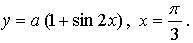 y = a (1 + sin 2x) , x = π/3 .